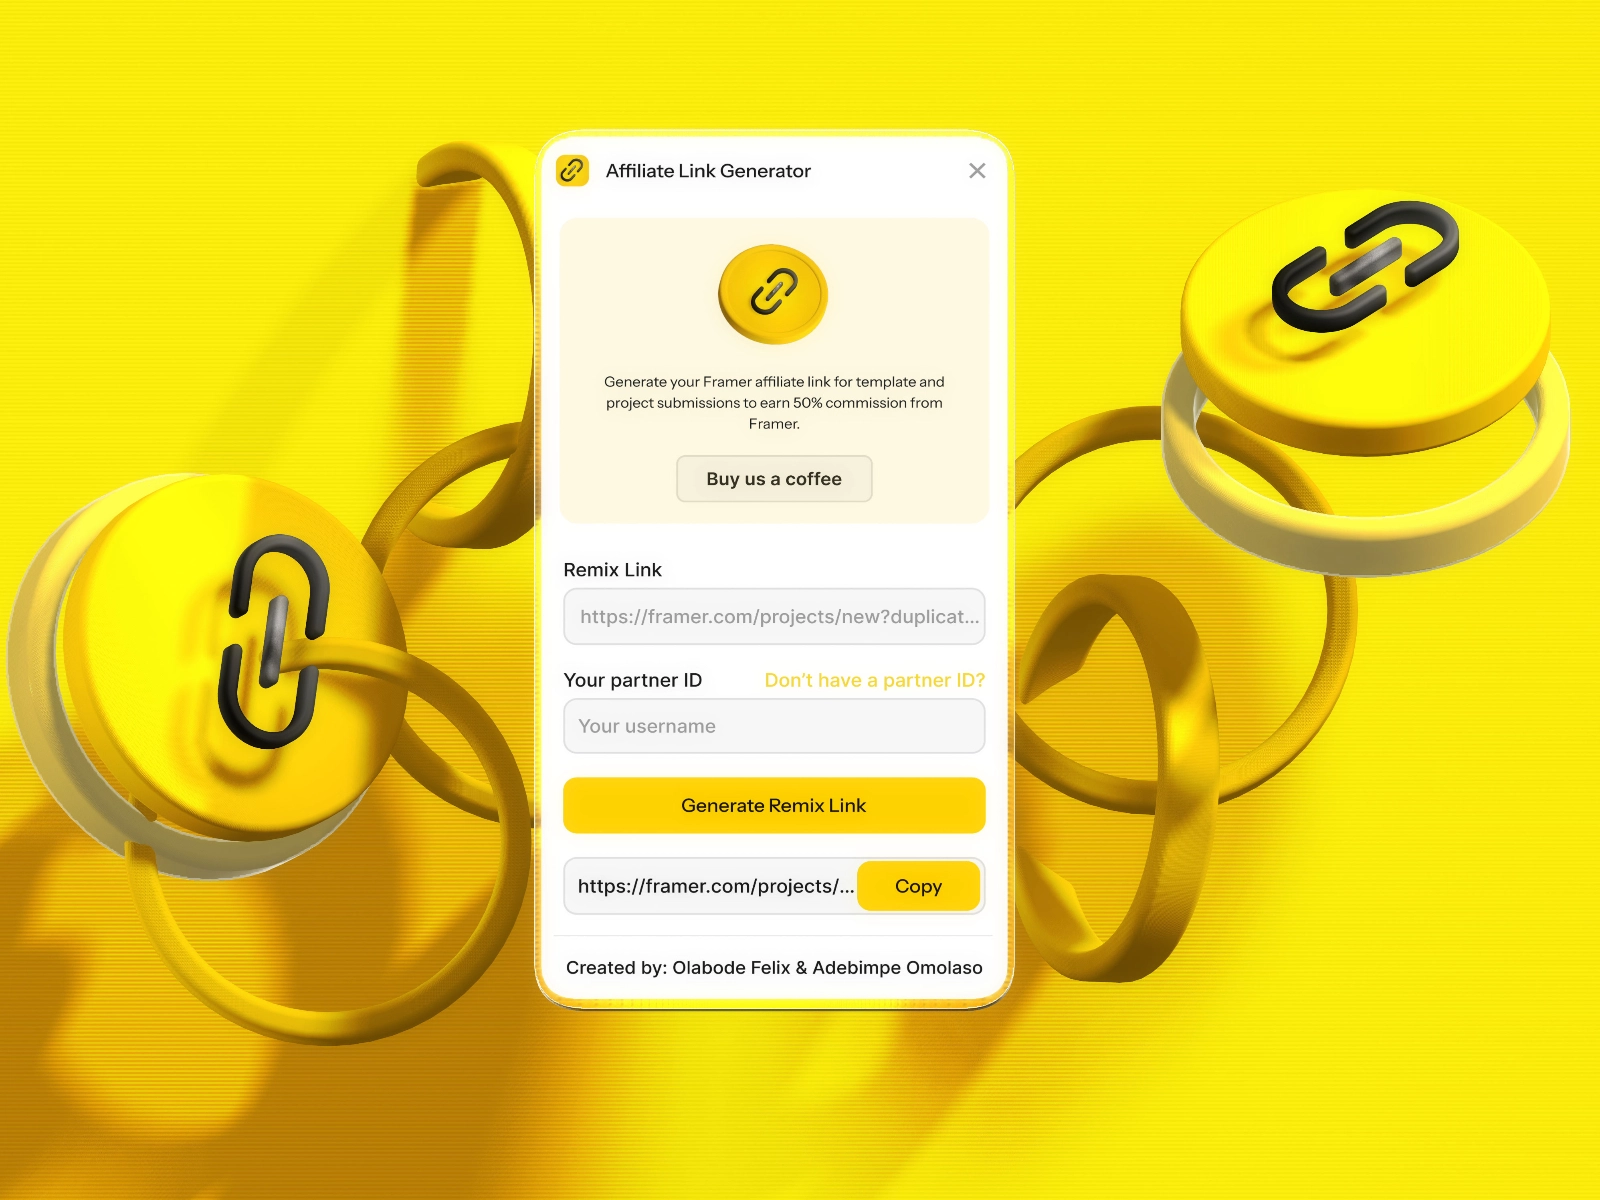 Affiliate Link Generator
Generate your Framer affiliate link for template and
project submissions to earn 50% commission from
Framer.
Buy us a coffee
Remix Link
https://framer.com/projects/new?duplicat...
Your partner ID
Don't have a partner ID?
Your username
Generate Remix Link
https://framer.com/projects/...
Copy
Created by: Olabode Felix & Adebimpe Omolaso